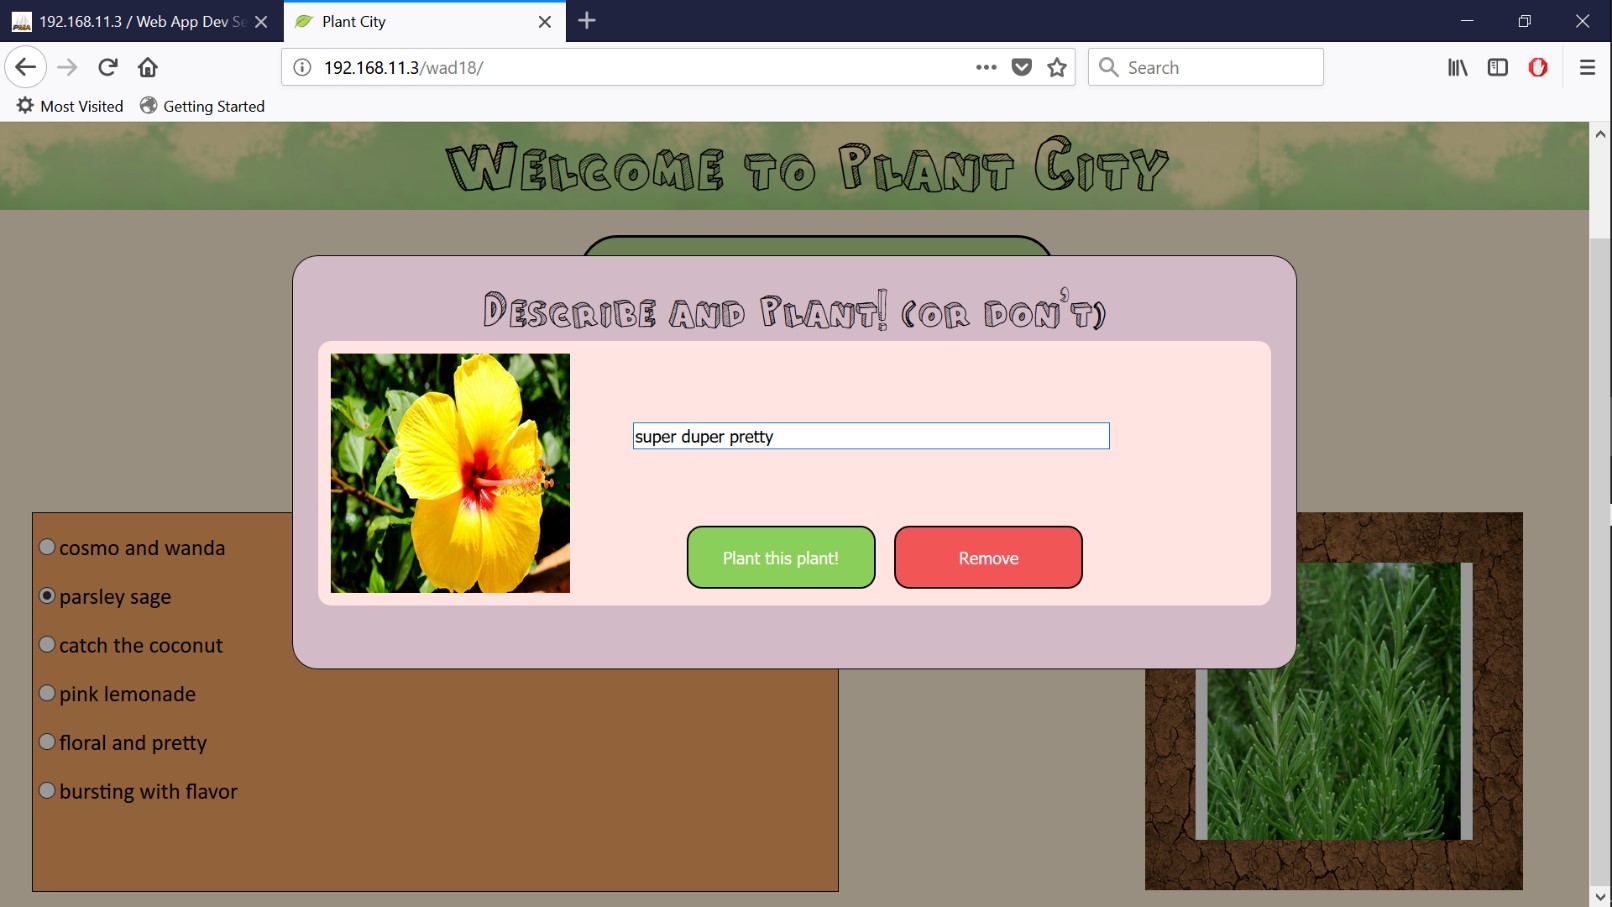 192.168.11.3 / Web App Dev Se
Plant City
192.168.11.3/wad18/
Search
Most Visited
Getting Started
Welcome to Plant City
Describe and Plant! (or don't)
super duper pretty
Plant this plant!
Remove
cosmo and wanda
parsley sage
catch the coconut
pink lemonade
floral and pretty
bursting with flavor